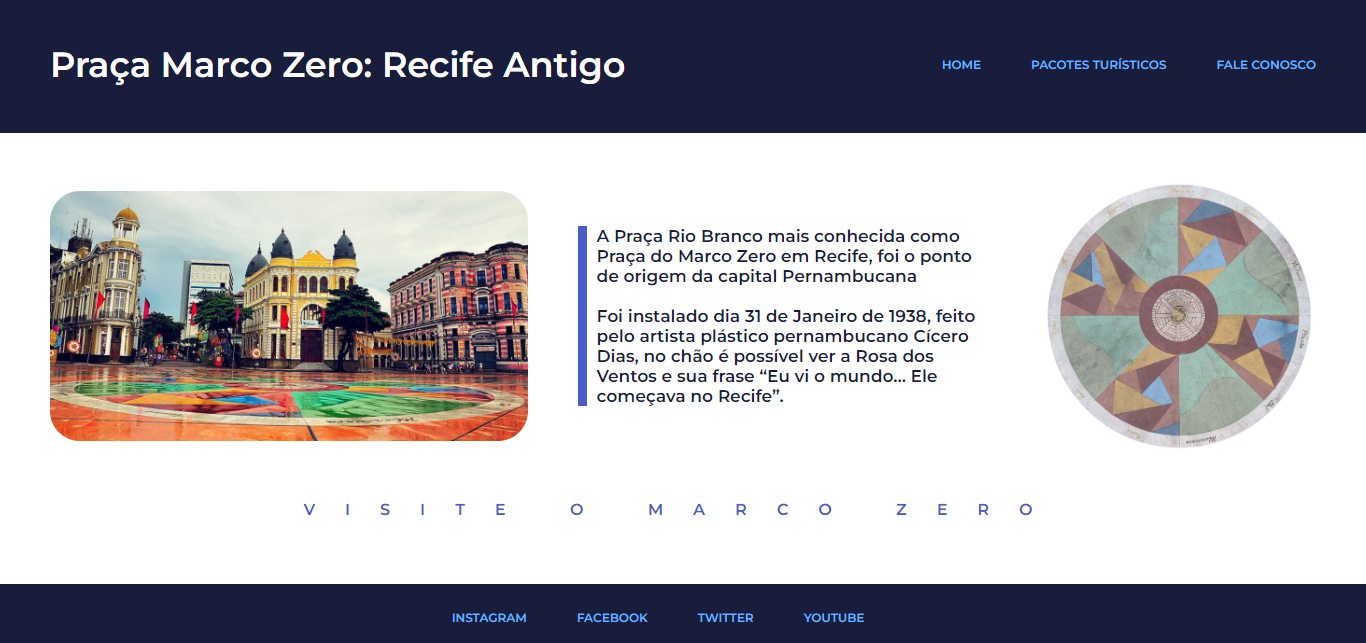 Praça Marco Zero: Recife Antigo
HOME PACOTES TURÍSTICOS FALE CONOSCO
A Praça Rio Branco mais conhecida como
Praça do Marco Zero em Recife, foi o ponto
de origem da capital Pernambucana
Foi instalado dia 31 de Janeiro de 1938, feito
pelo artista plástico pernambucano Cícero
Dias, no chão é possível ver a Rosa dos
Ventos e sua frase “Eu vi o mundo... Ele
começava no Recife”.
VISITE O MARCO ZERO
INSTAGRAM FACEBOOK TWITTER YOUTUBE